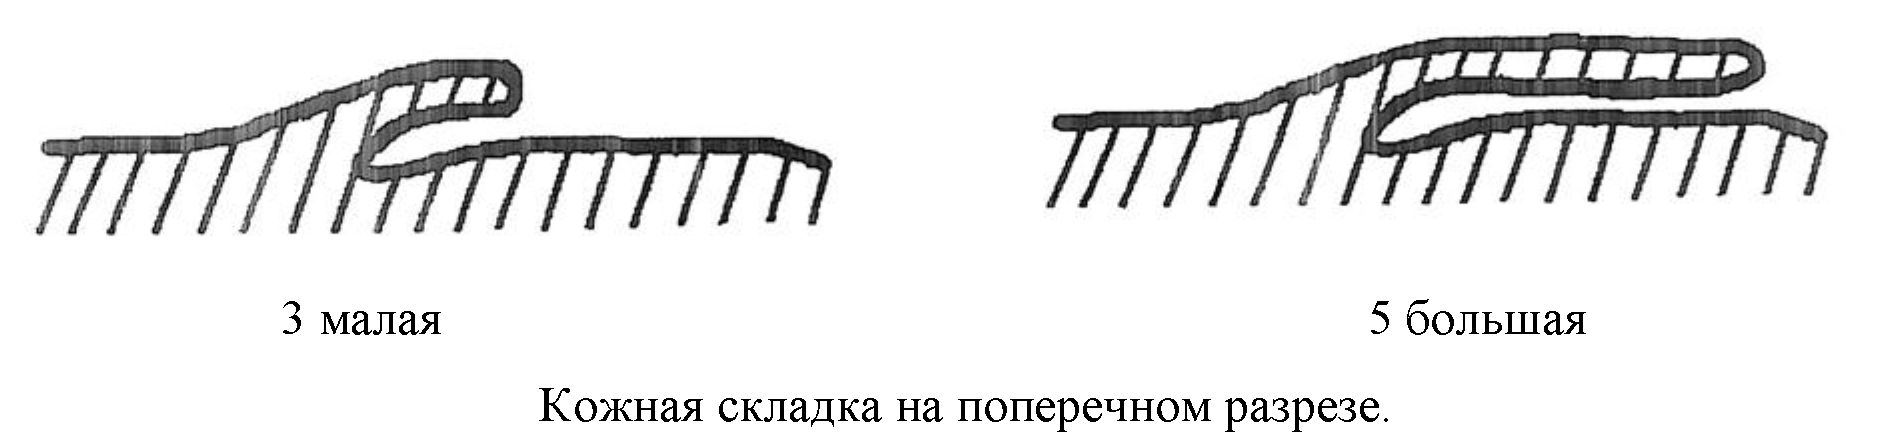 3 малая
5 большая
Кожная складка на поперечном разрезе.